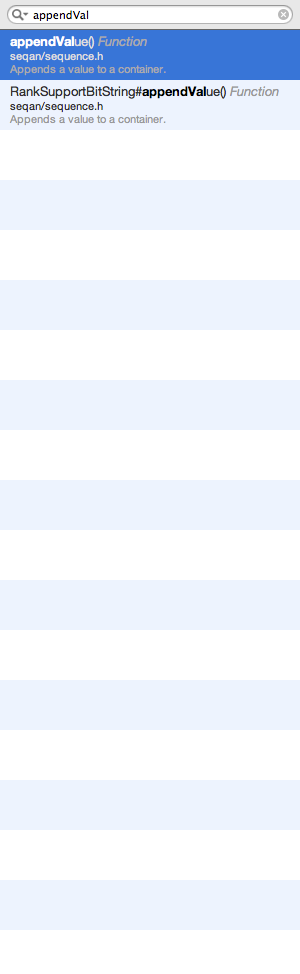 appendVal
appendValue() Function
seqan/sequence.h
Appends a value to a container.
RankSupportBitString#appendValue() Function
seqan/sequence.h
Appends a value to a container.